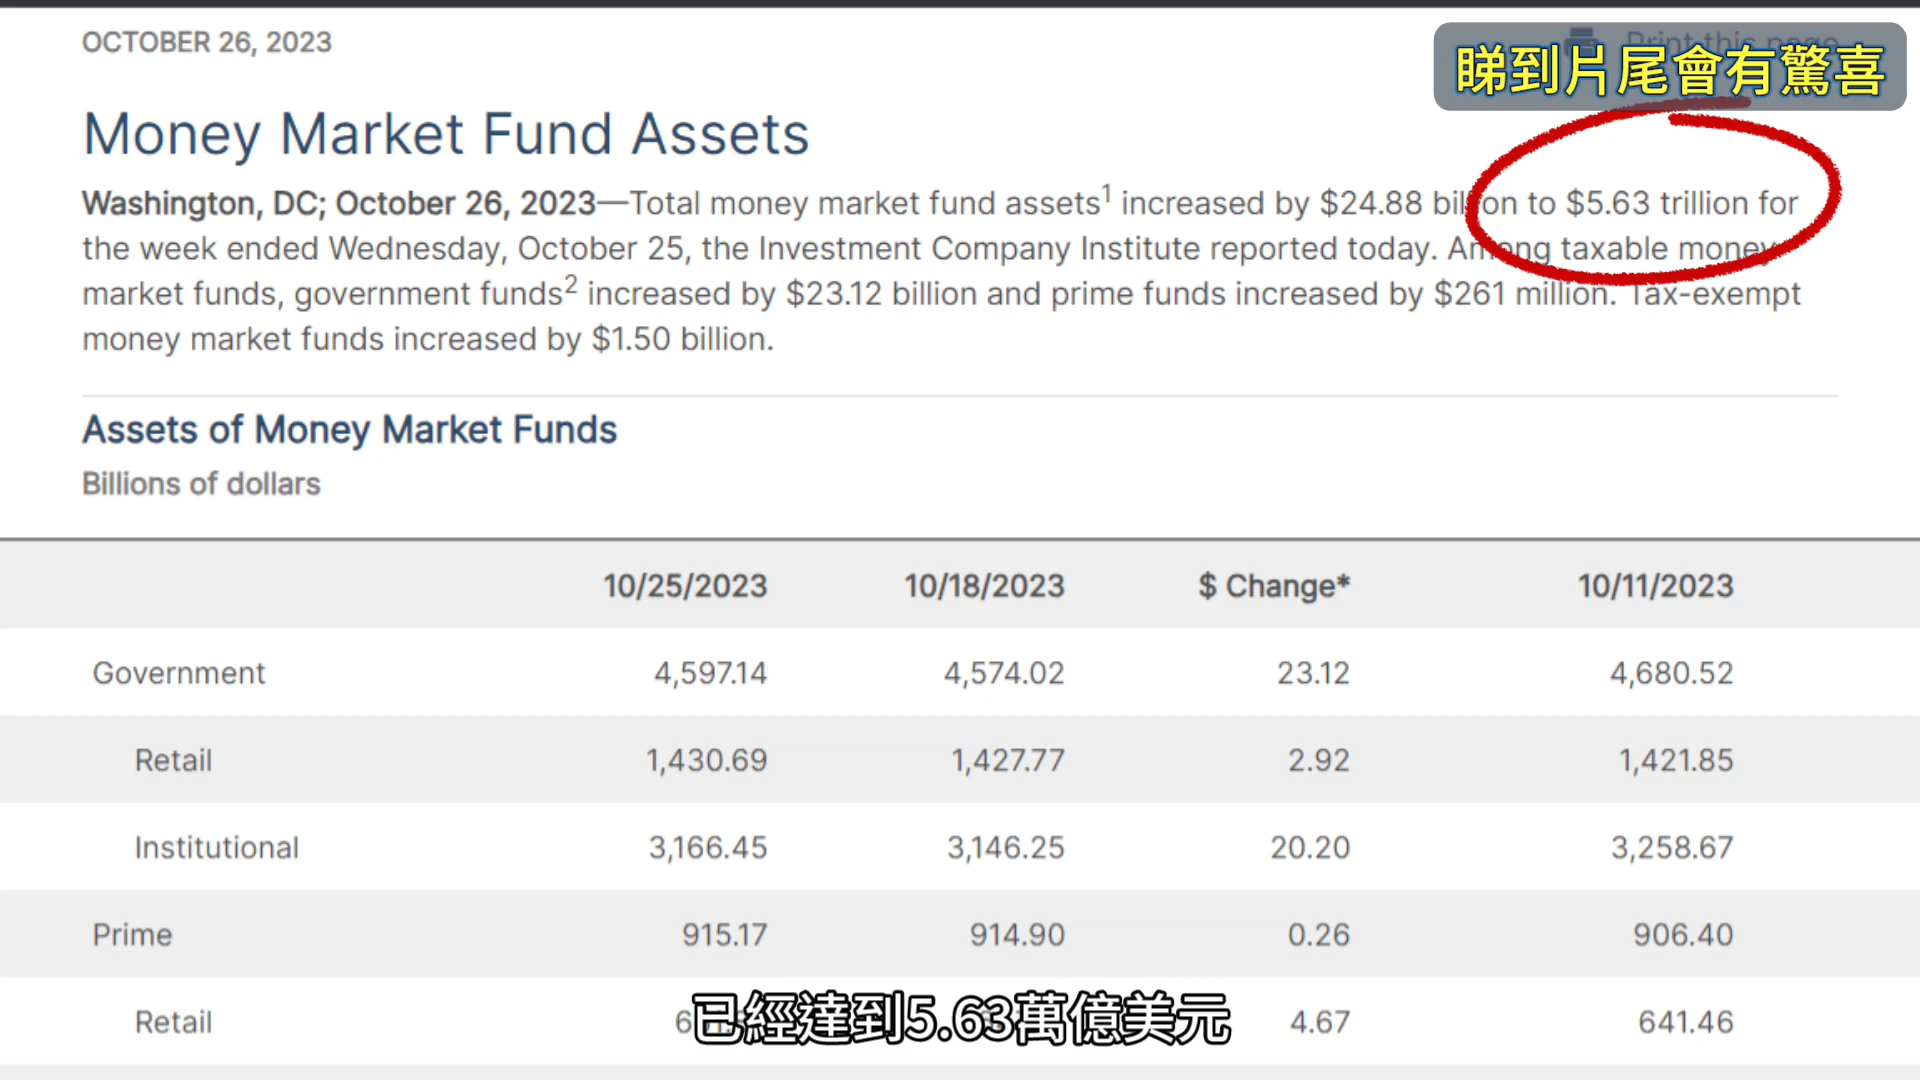 OCTOBER 26, 2023
Print this page
睇到片尾會有驚喜
Money Market Fund Assets
Washington, DC; October 26, 2023—Total money market fund assets1 increased by $24.88 billion to $5.63 trillion for
the week ended Wednesday, October 25, the Investment Company Institute reported today. Among taxable money
market funds, government funds2 increased by $23.12 billion and prime funds increased by $261 million. Tax-exempt
money market funds increased by $1.50 billion.
Assets of Money Market Funds
Billions of dollars
10/25/2023 10/18/2023 $ Change* 10/11/2023
Government 4,597.14 4,574.02 23.12 4,680.52
Retail 1,430.69 1,427.77 2.92 1,421.85
Institutional 3,166.45 3,146.25 20.20 3,258.67
Prime 915.17 914.90 0.26 906.40
Retail 4.67 641.46
已經達到5.63萬億美元